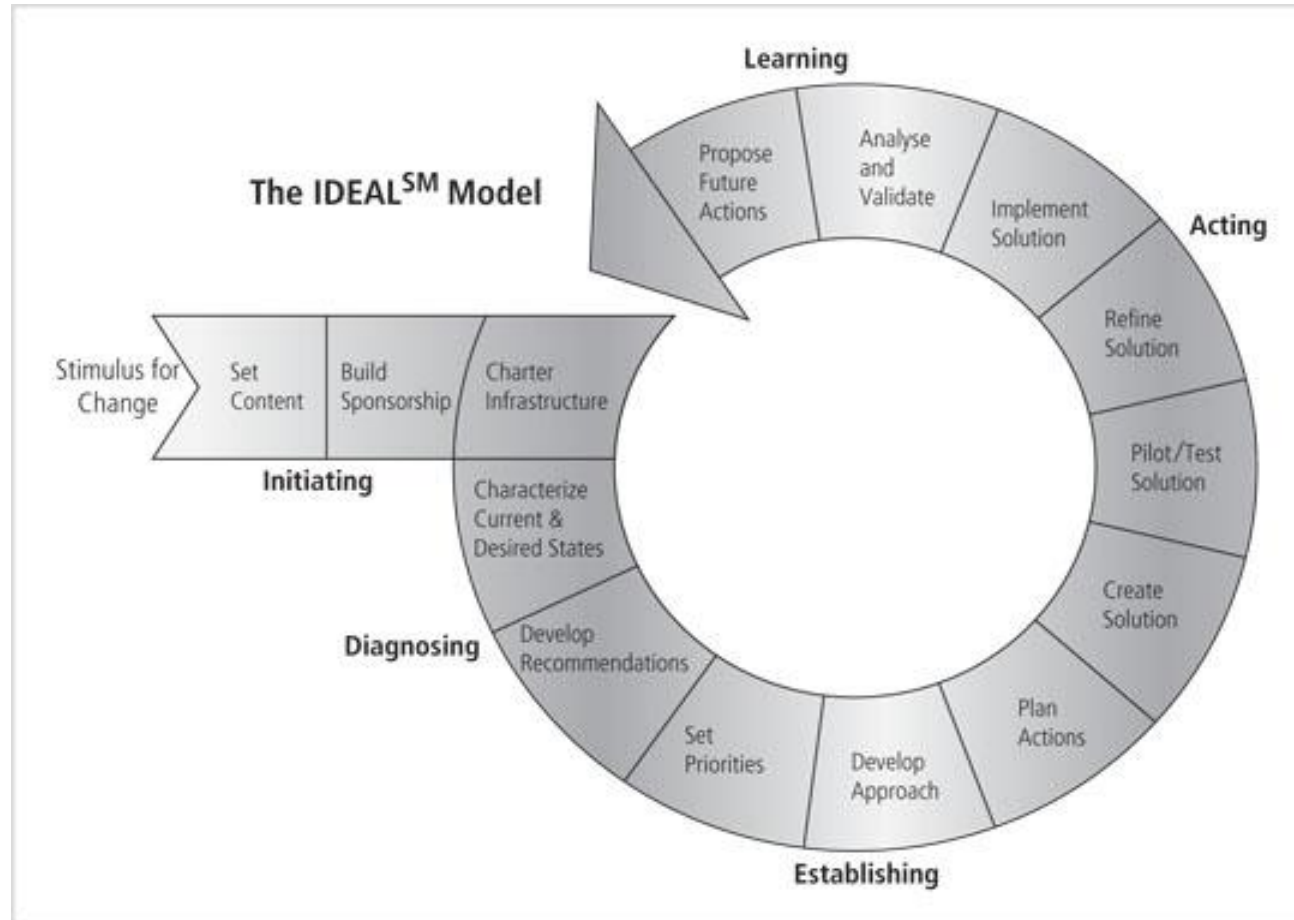 The IDEALSM Model
Stimulus for
Change
Set
Content
Build
Sponsorship
Charter
Infrastructure
Initiating
Characterize
Current &
Desired States
Develop
Recommendations
Diagnosing
Set
Priorities
Develop
Approach
Plan
Actions
Establishing
Create
Solution
Pilot/Test
Solution
Refine
Solution
Implement
Solution
Acting
Analyse
and
Validate
Propose
Future
Actions
Learning